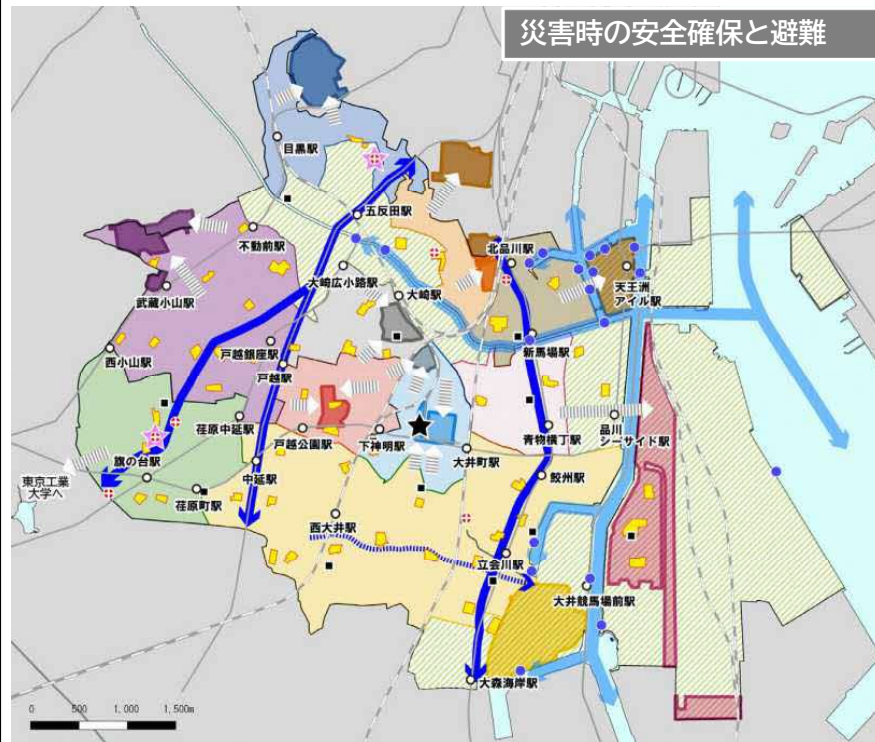 災害時の安全確保と避難
目黒駅
五反田駅
不動前駅
北品川駅
大崎広小路駅
大崎駅
天王洲
アイル駅
武蔵小山駅
新馬場駅
戸越銀座駅
西小山駅
戸越駅
荏原中延駅
戸越公園駅
下神明駅
青物横丁駅
品川
シーサイド駅
大井町駅
旗の台駅
中延駅
鮫州駅
東京工業
大学へ
荏原町駅
西大井駅
立会川駅
大井競馬場前駅
大森海岸駅
0 500 1,000 1,500m